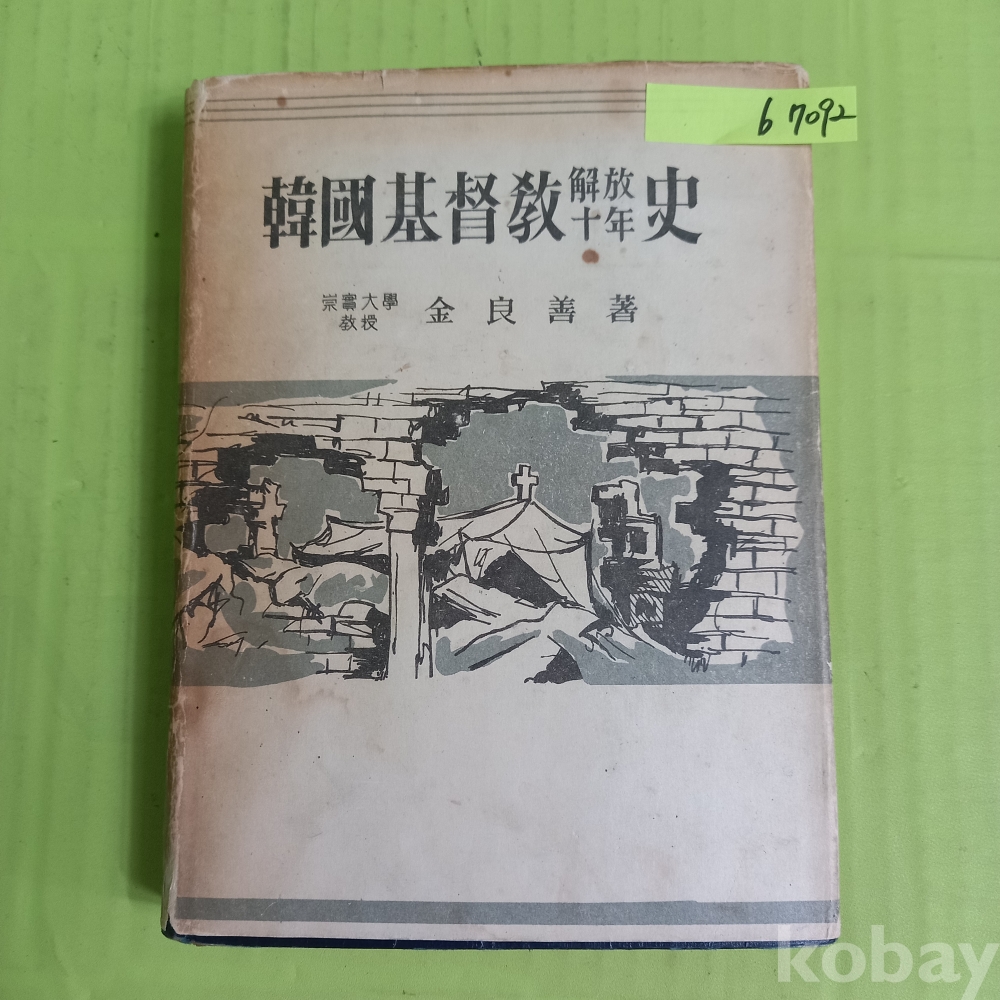 b 7092
韓國基督敎解放十年史
崇實大學
敎授
金良善著
kobay